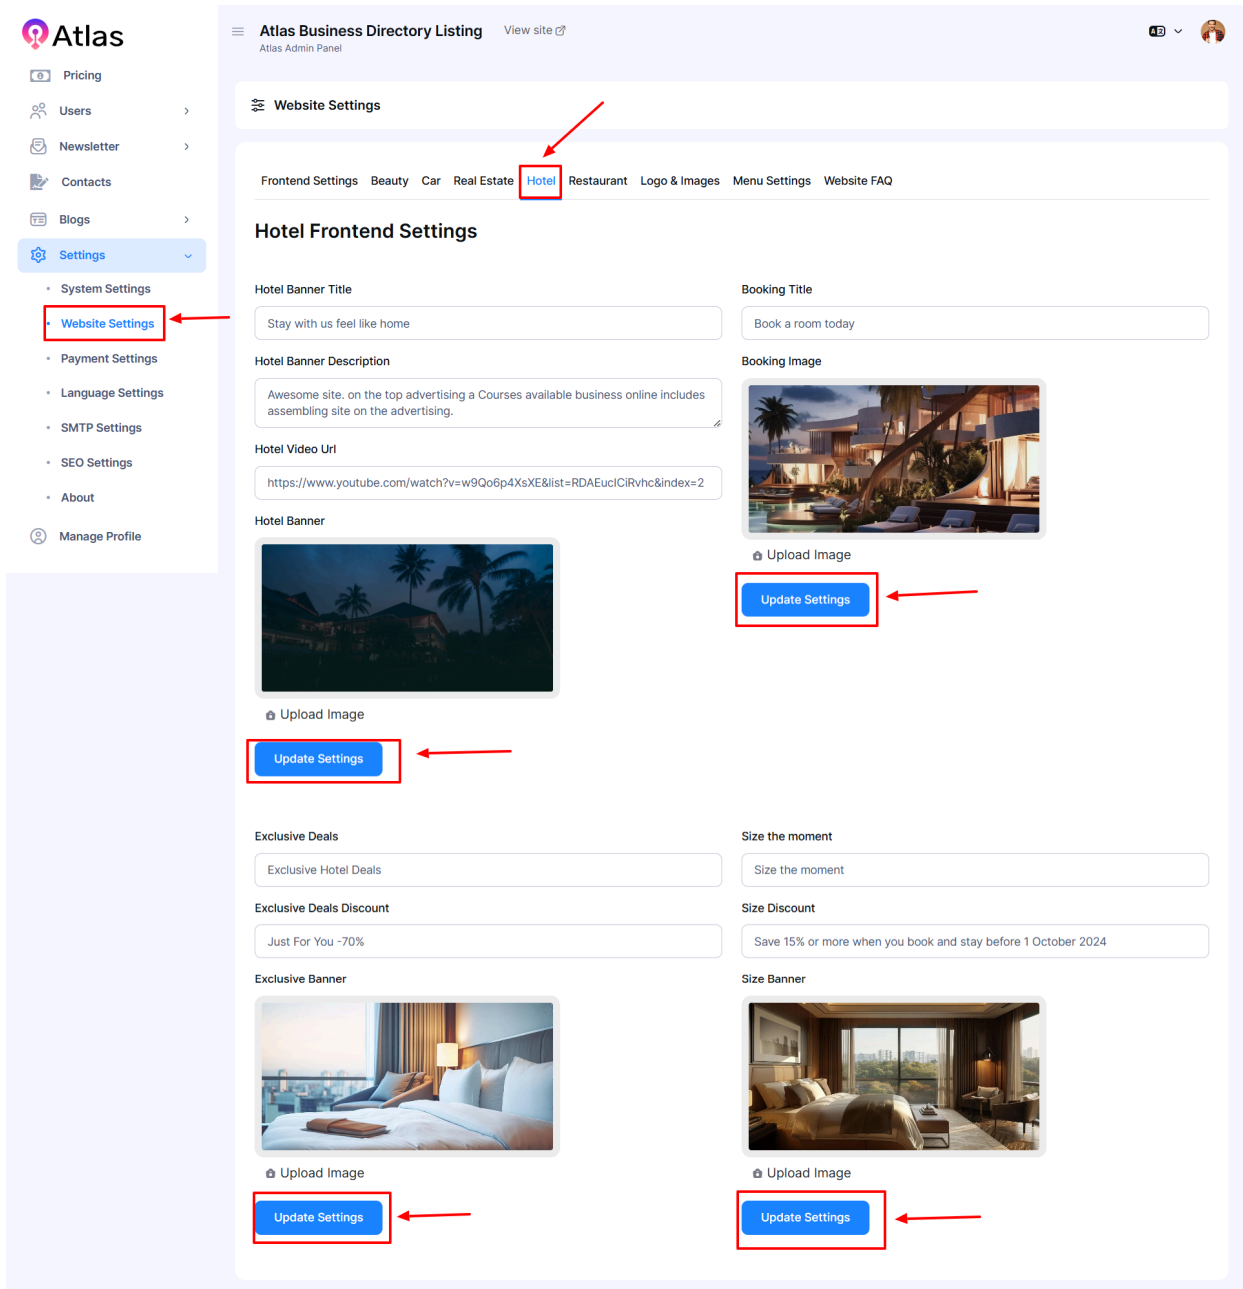 Atlas
Pricing
Users
Newsletter
Contacts
Blogs
Settings
System Settings
Website Settings
Payment Settings
Language Settings
SMTP Settings
SEO Settings
About
Manage Profile
Atlas Business Directory Listing
View site
Atlas Admin Panel
Website Settings
Frontend Settings Beauty Car Real Estate Hotel Restaurant Logo & Images Menu Settings Website FAQ
Hotel Frontend Settings
Hotel Banner Title
Stay with us feel like home
Hotel Banner Description
Awesome site. on the top advertising a Courses available business online includes
assembling site on the advertising.
Hotel Video Url
https://www.youtube.com/watch?v=w9Qo6p4XsXE&list=RDAEucICiRvhc&index=2
Hotel Banner
Upload Image
Update Settings
Booking Title
Book a room today
Booking Image
Upload Image
Update Settings
Exclusive Deals
Exclusive Hotel Deals
Exclusive Deals Discount
Just For You -70%
Exclusive Banner
Upload Image
Update Settings
Size the moment
Size the moment
Size Discount
Save 15% or more when you book and stay before 1 October 2024
Size Banner
Upload Image
Update Settings